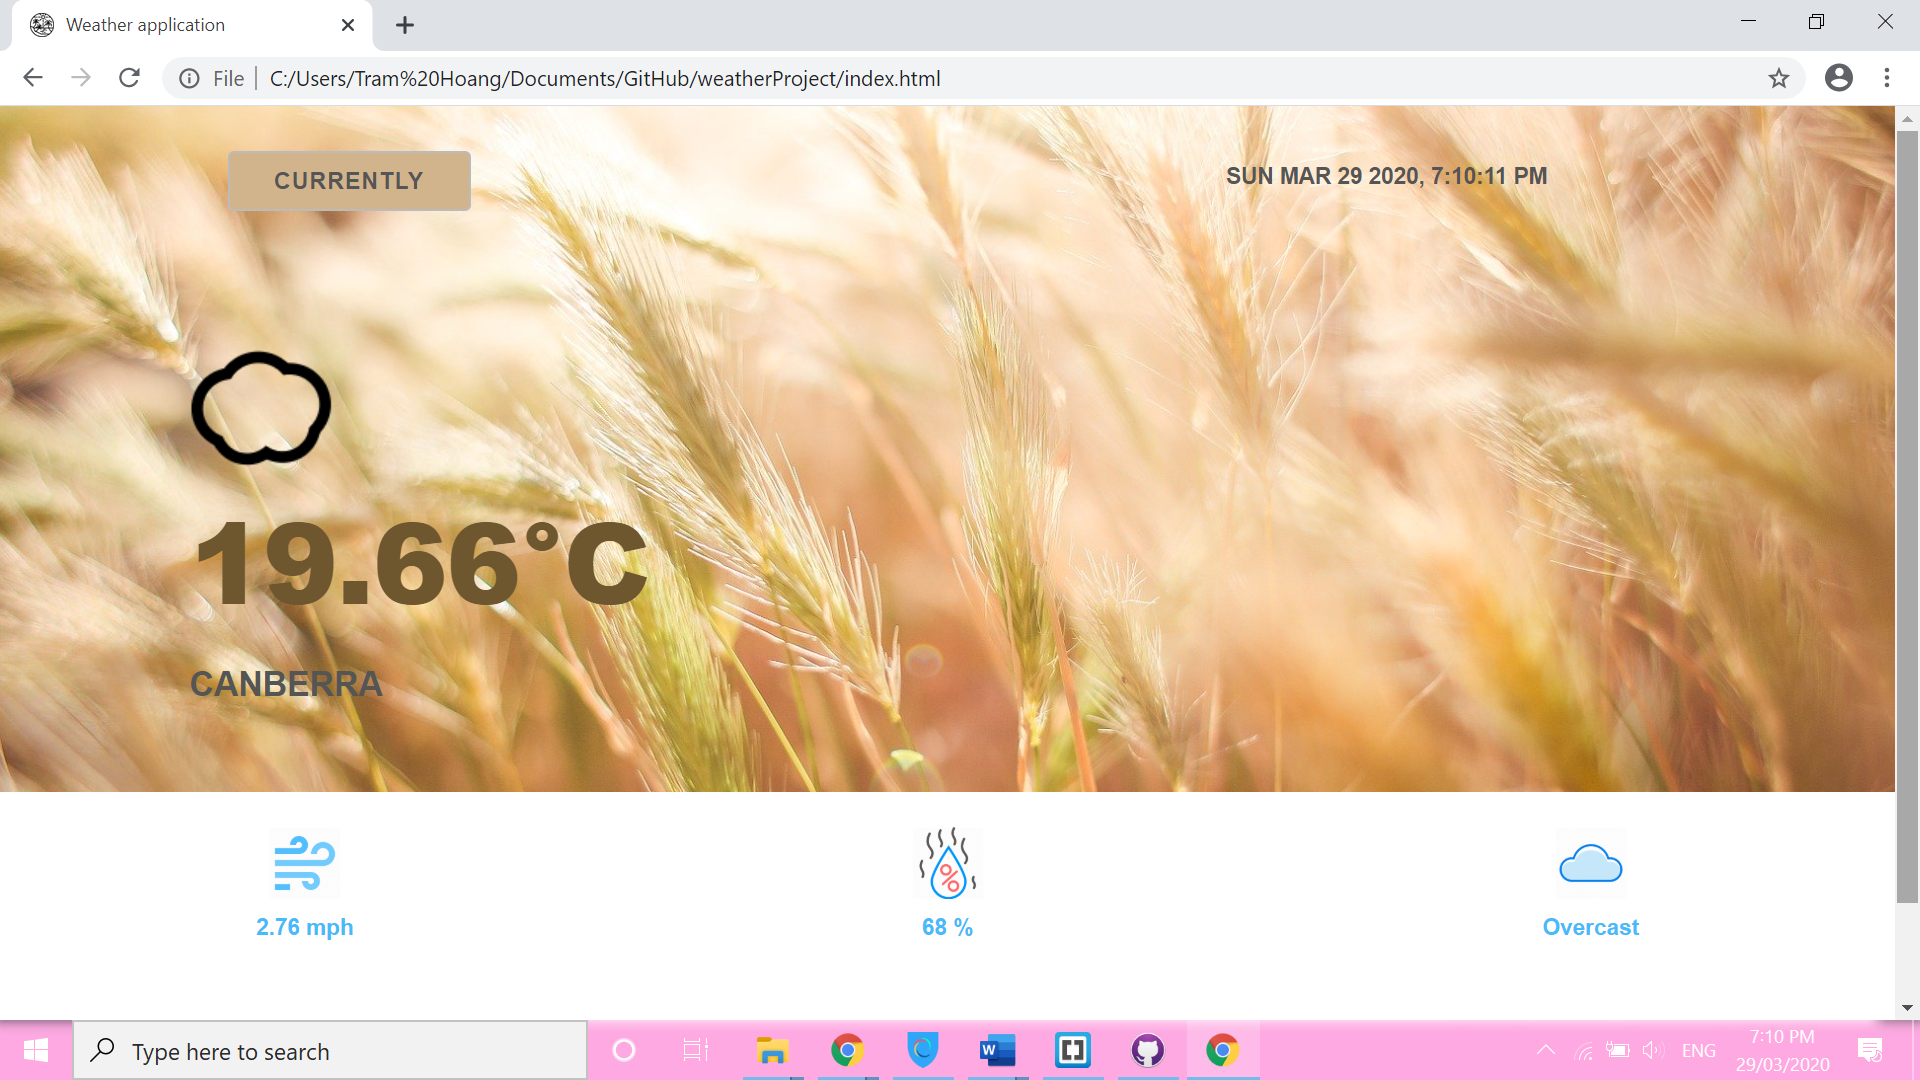 Weather application
File
C:/Users/Tram%20Hoang/Documents/GitHub/weatherProject/index.html
CURRENTLY
SUN MAR 29 2020, 7:10:11 PM
19.66°C
CANBERRA
%
2.76 mph
68 %
Overcast
Type here to search
W
ENG
7:10 PM
29/03/2020